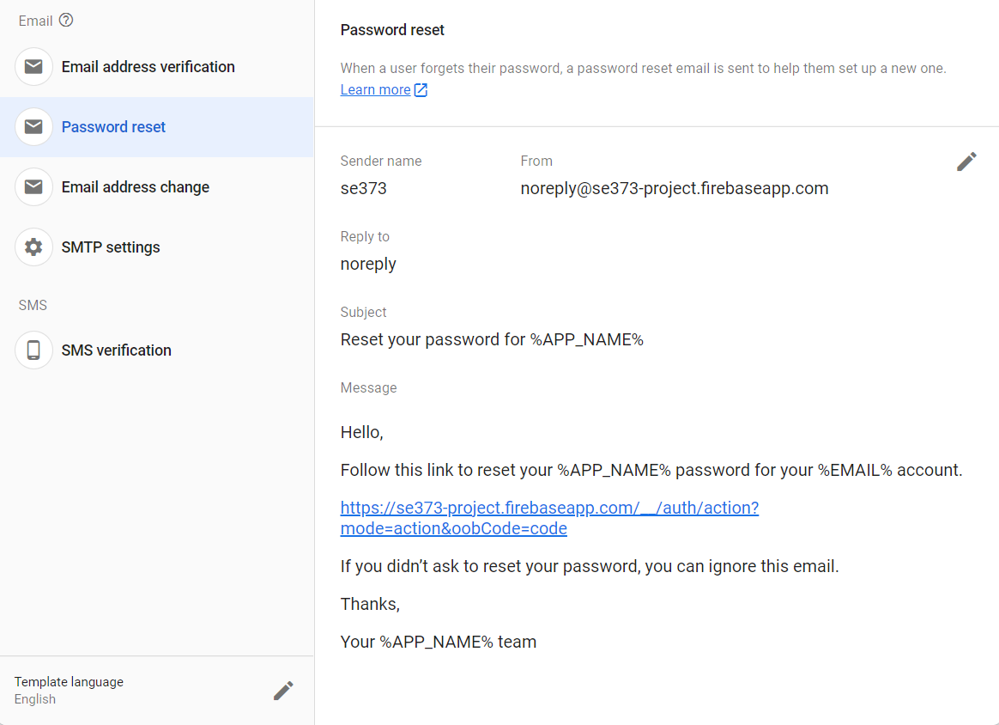 Email
Email address verification
Password reset
Email address change
SMTP settings
SMS
SMS verification
Template language
English
Password reset
When a user forgets their password, a password reset email is sent to help them set up a new one.
Learn more
Sender name
se373
From
noreply@se373-project.firebaseapp.com
Reply to
noreply
Subject
Reset your password for %APP_NAME%
Message
Hello,
Follow this link to reset your %APP_NAME% password for your %EMAIL% account.
https://se373-project.firebaseapp.com/__/auth/action?
mode=action&oobCode=code
If you didn’t ask to reset your password, you can ignore this email.
Thanks,
Your %APP_NAME% team